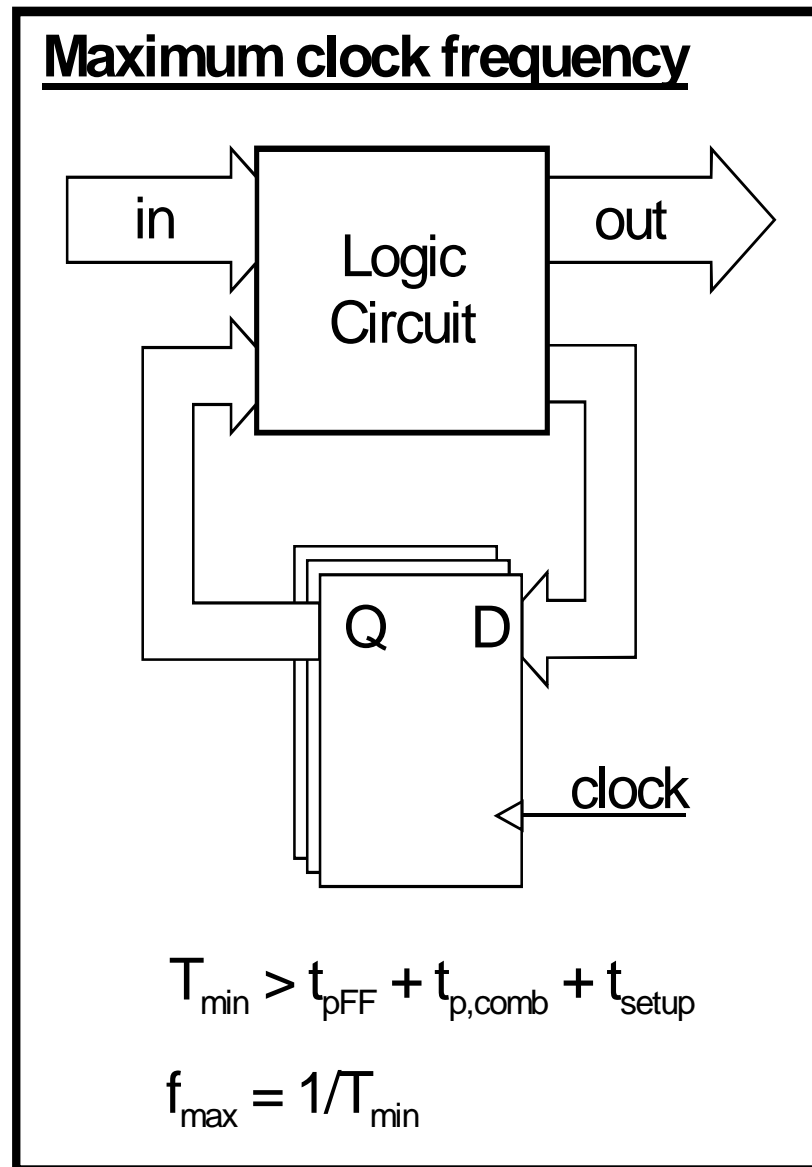 Maximum clock frequency
in
Logic
Circuit
out
Q
D
clock
T_min > t_pFF + t_p,comb + t_setup
f_max = 1/T_min